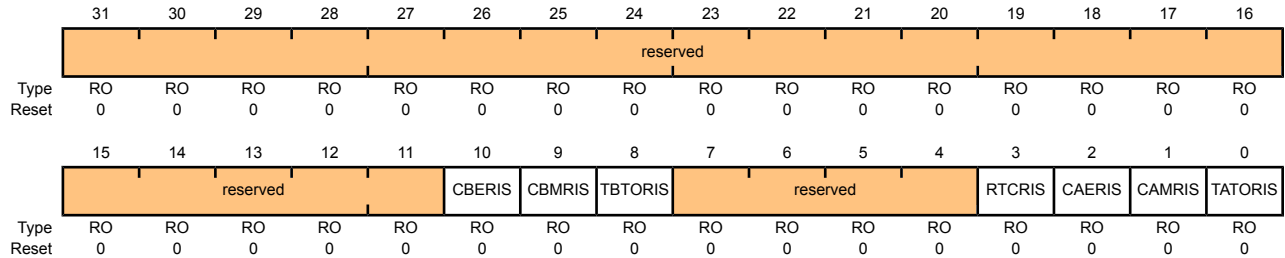 31 30 29 28 27 26 25 24 23 22 21 20 19 18 17 16
reserved
Type RO RO RO RO RO RO RO RO RO RO RO RO RO RO RO RO
Reset 0 0 0 0 0 0 0 0 0 0 0 0 0 0 0 0
15 14 13 12 11 10 9 8 7 6 5 4 3 2 1 0
reserved CBERIS CBMRIS TBTORIS reserved RTCRIS CAERIS CAMRIS TATORIS
Type RO RO RO RO RO RO RO RO RO RO RO RO RO RO RO RO
Reset 0 0 0 0 0 0 0 0 0 0 0 0 0 0 0 0